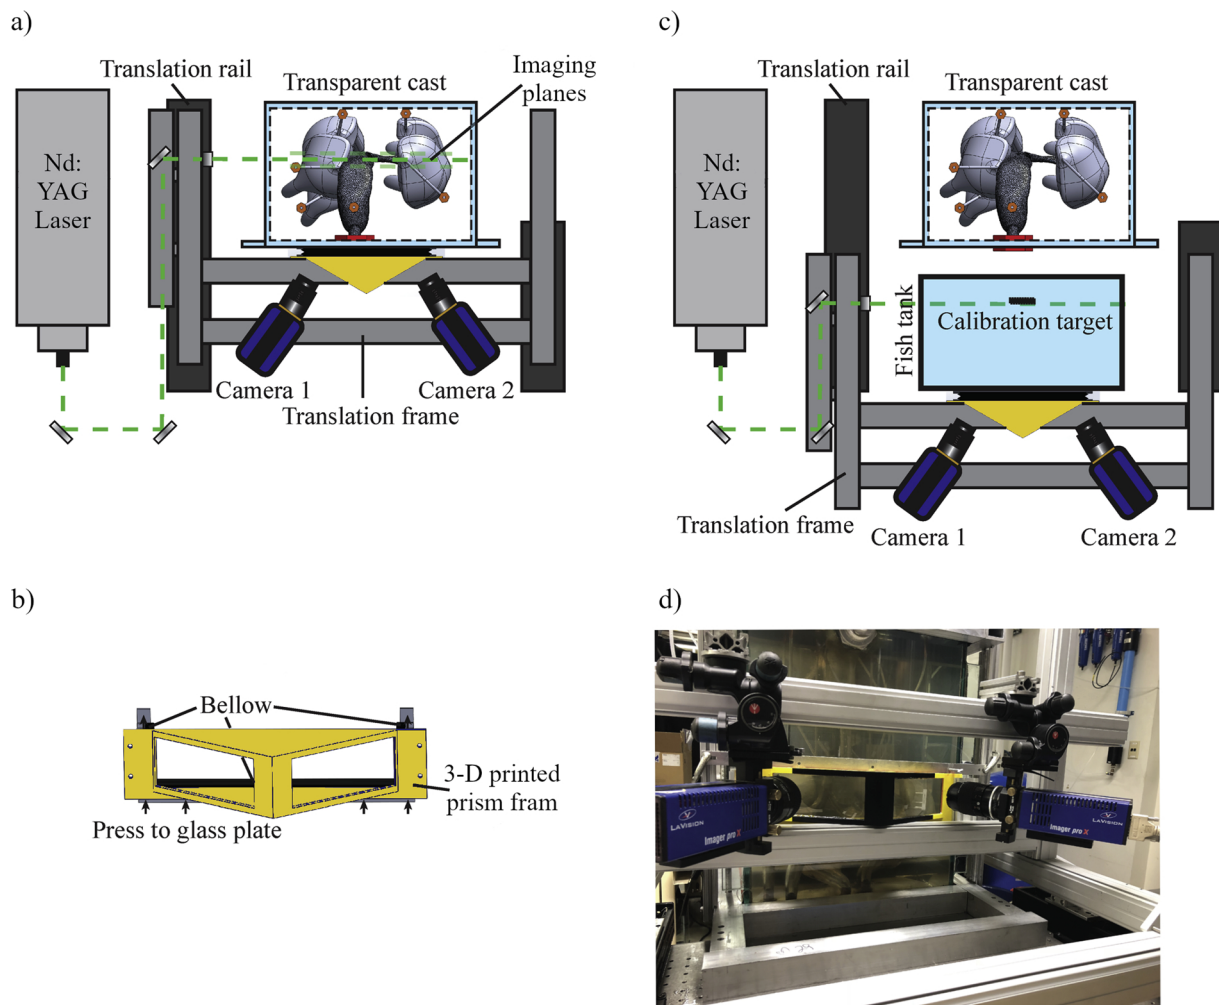 a)
Translation rail
Transparent cast
Imaging
planes
Nd:
YAG
Laser
Camera 1
Camera 2
Translation frame
c)
Translation rail
Transparent cast
Nd:
YAG
Laser
Fish tank
Calibration target
Translation frame
Camera 1
Camera 2
b)
Bellow
3-D printed
prism fram
Press to glass plate
d)
LAVISION
Imager pro X
LAVISION
Imager pro X